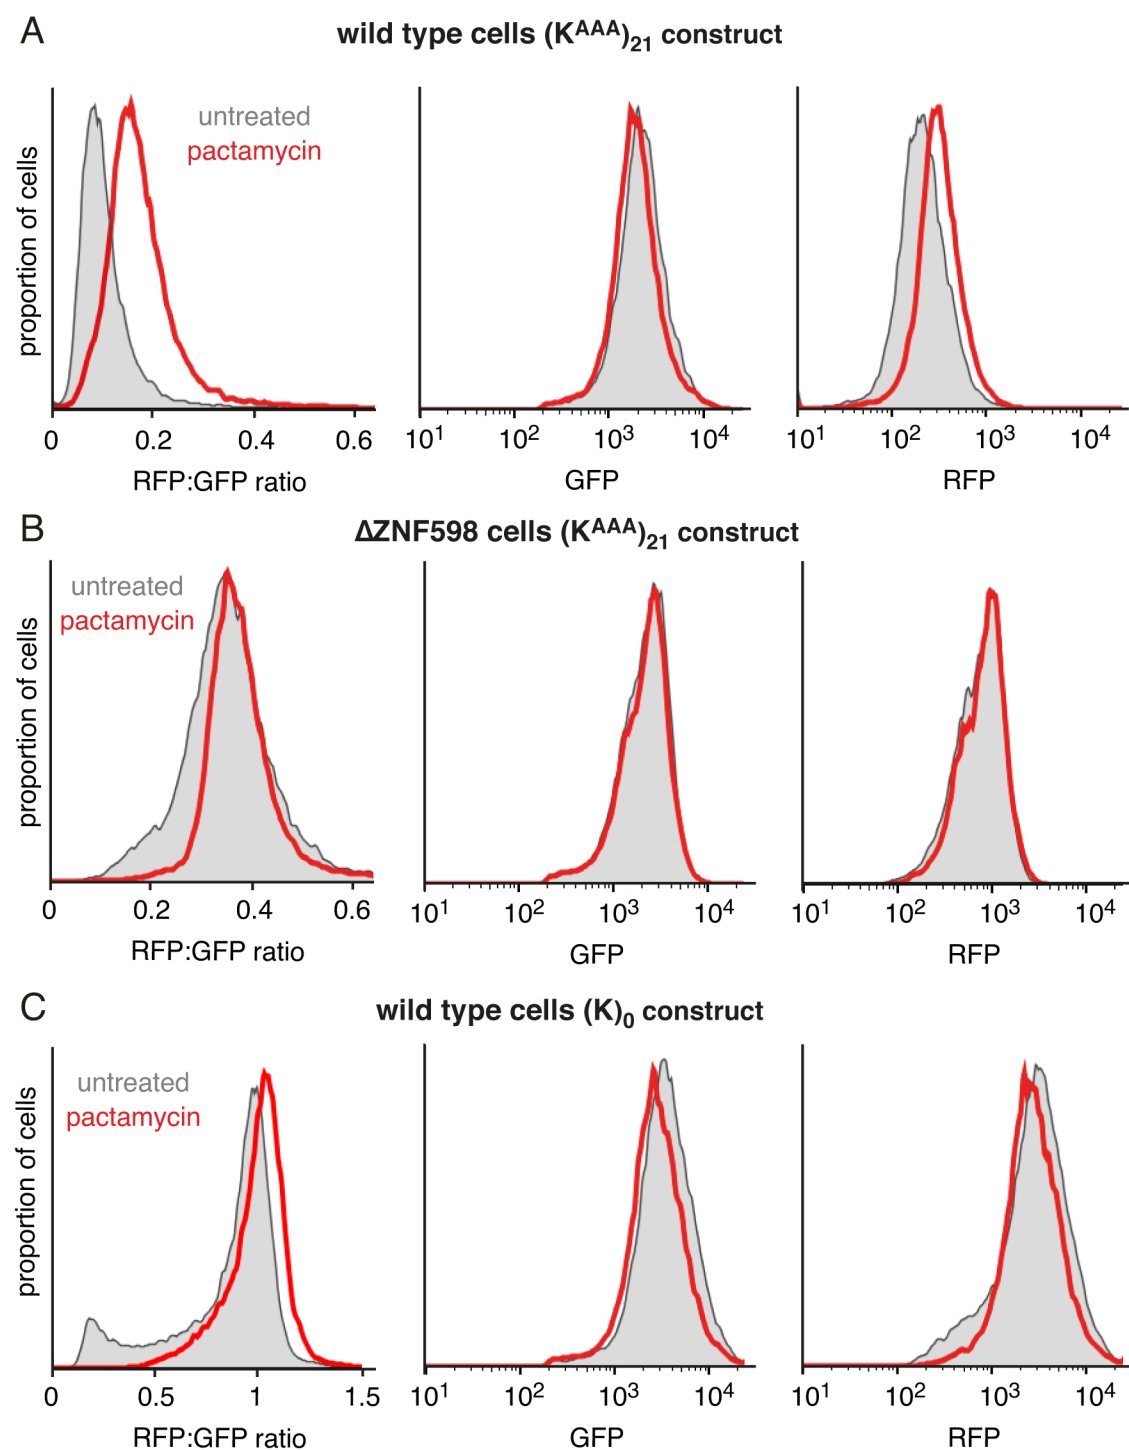 A
wild type cells (K^AAA)_21 construct
untreated
pactamycin
proportion of cells
0 0.2 0.4 0.6
RFP:GFP ratio
10^1 10^2 10^3 10^4
GFP
10^1 10^2 10^3 10^4
RFP
B
ΔZNF598 cells (K^AAA)_21 construct
untreated
pactamycin
proportion of cells
0 0.2 0.4 0.6
RFP:GFP ratio
10^1 10^2 10^3 10^4
GFP
10^1 10^2 10^3 10^4
RFP
C
wild type cells (K)_0 construct
untreated
pactamycin
proportion of cells
0 0.5 1 1.5
RFP:GFP ratio
10^1 10^2 10^3 10^4
GFP
10^1 10^2 10^3 10^4
RFP